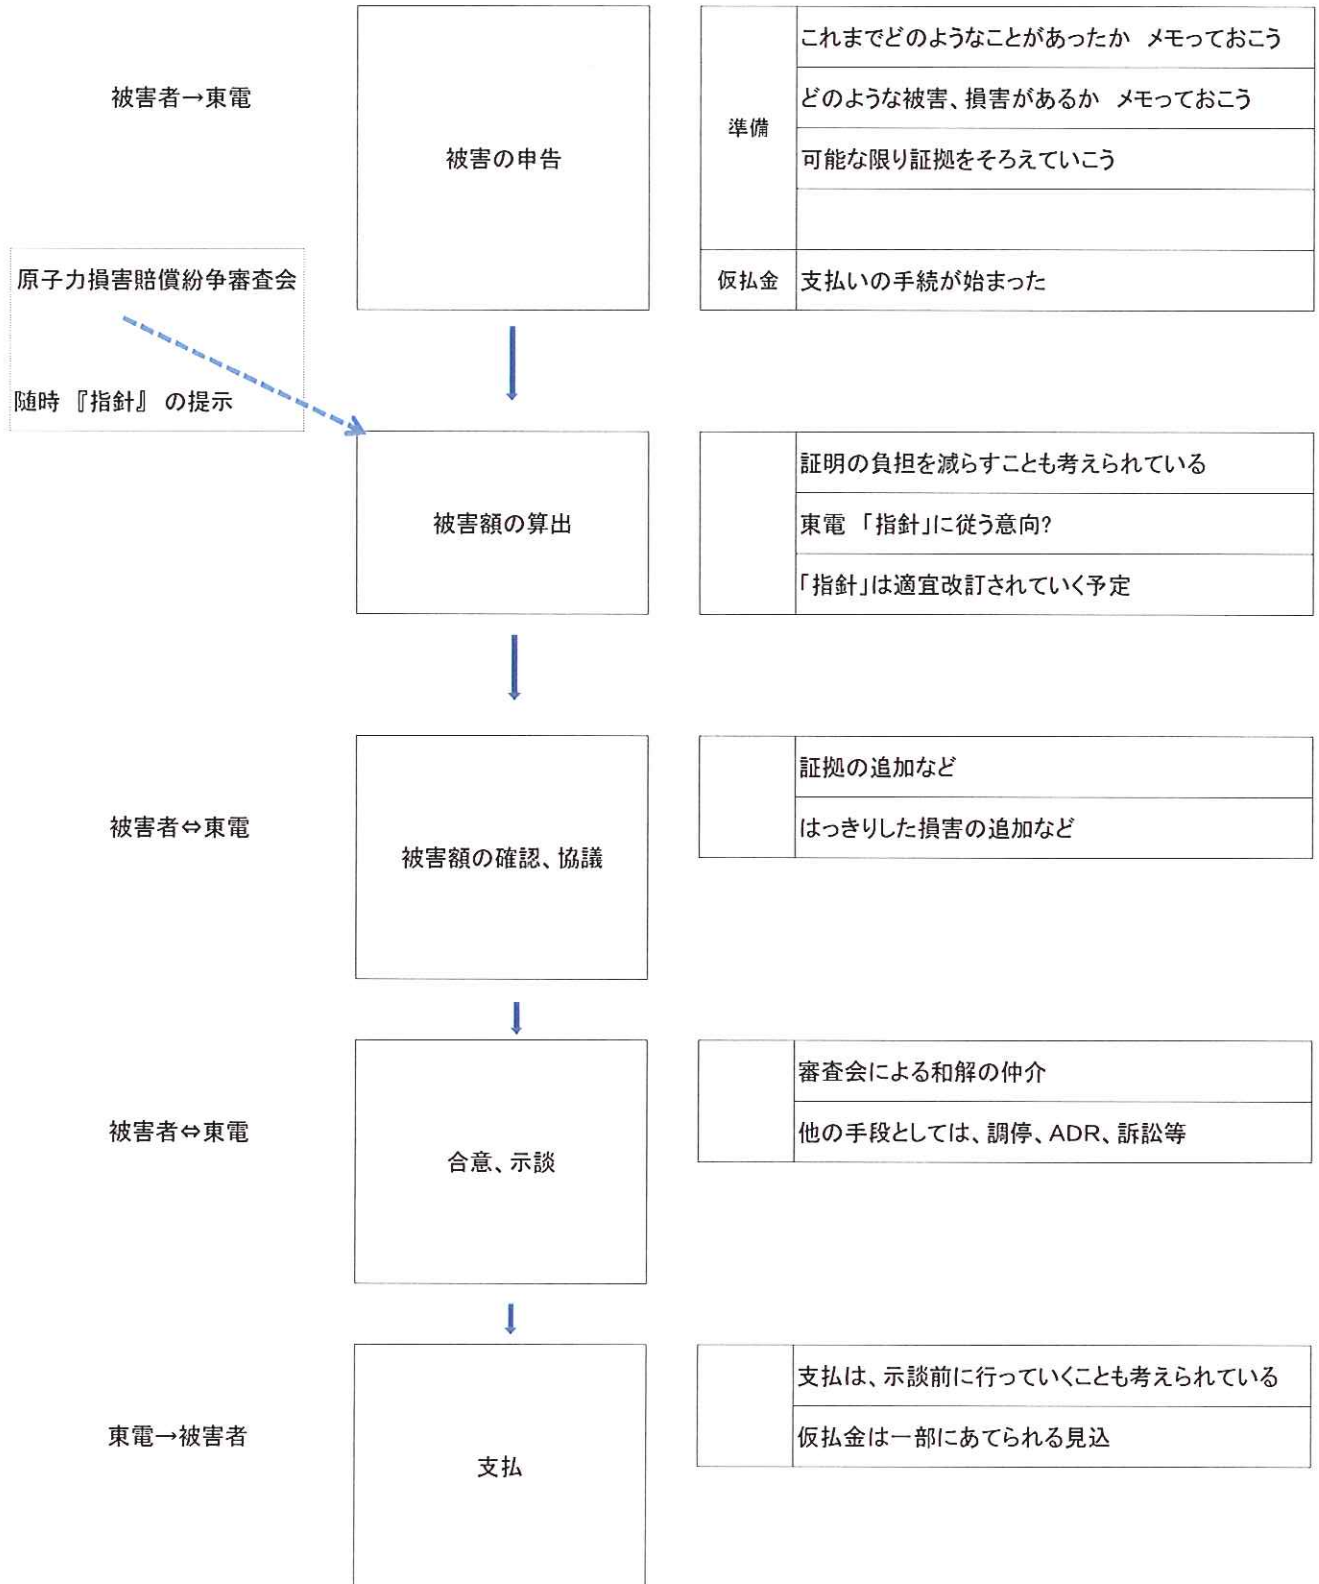 被害者→東電
被害の申告
準備
これまでどのようなことがあったか メモっておこう
どのような被害、損害があるか メモっておこう
可能な限り証拠をそろえていこう
仮払金
支払いの手続が始まった
原子力損害賠償紛争審査会
随時 『指針』 の提示
被害額の算出
証明の負担を減らすことも考えられている
東電 「指針」に従う意向?
「指針」は適宜改訂されていく予定
被害者⇔東電
被害額の確認、協議
証拠の追加など
はっきりした損害の追加など
被害者⇔東電
合意、示談
審査会による和解の仲介
他の手段としては、調停、ADR、訴訟等
東電→被害者
支払
支払は、示談前に行っていくことも考えられている
仮払金は一部にあてられる見込